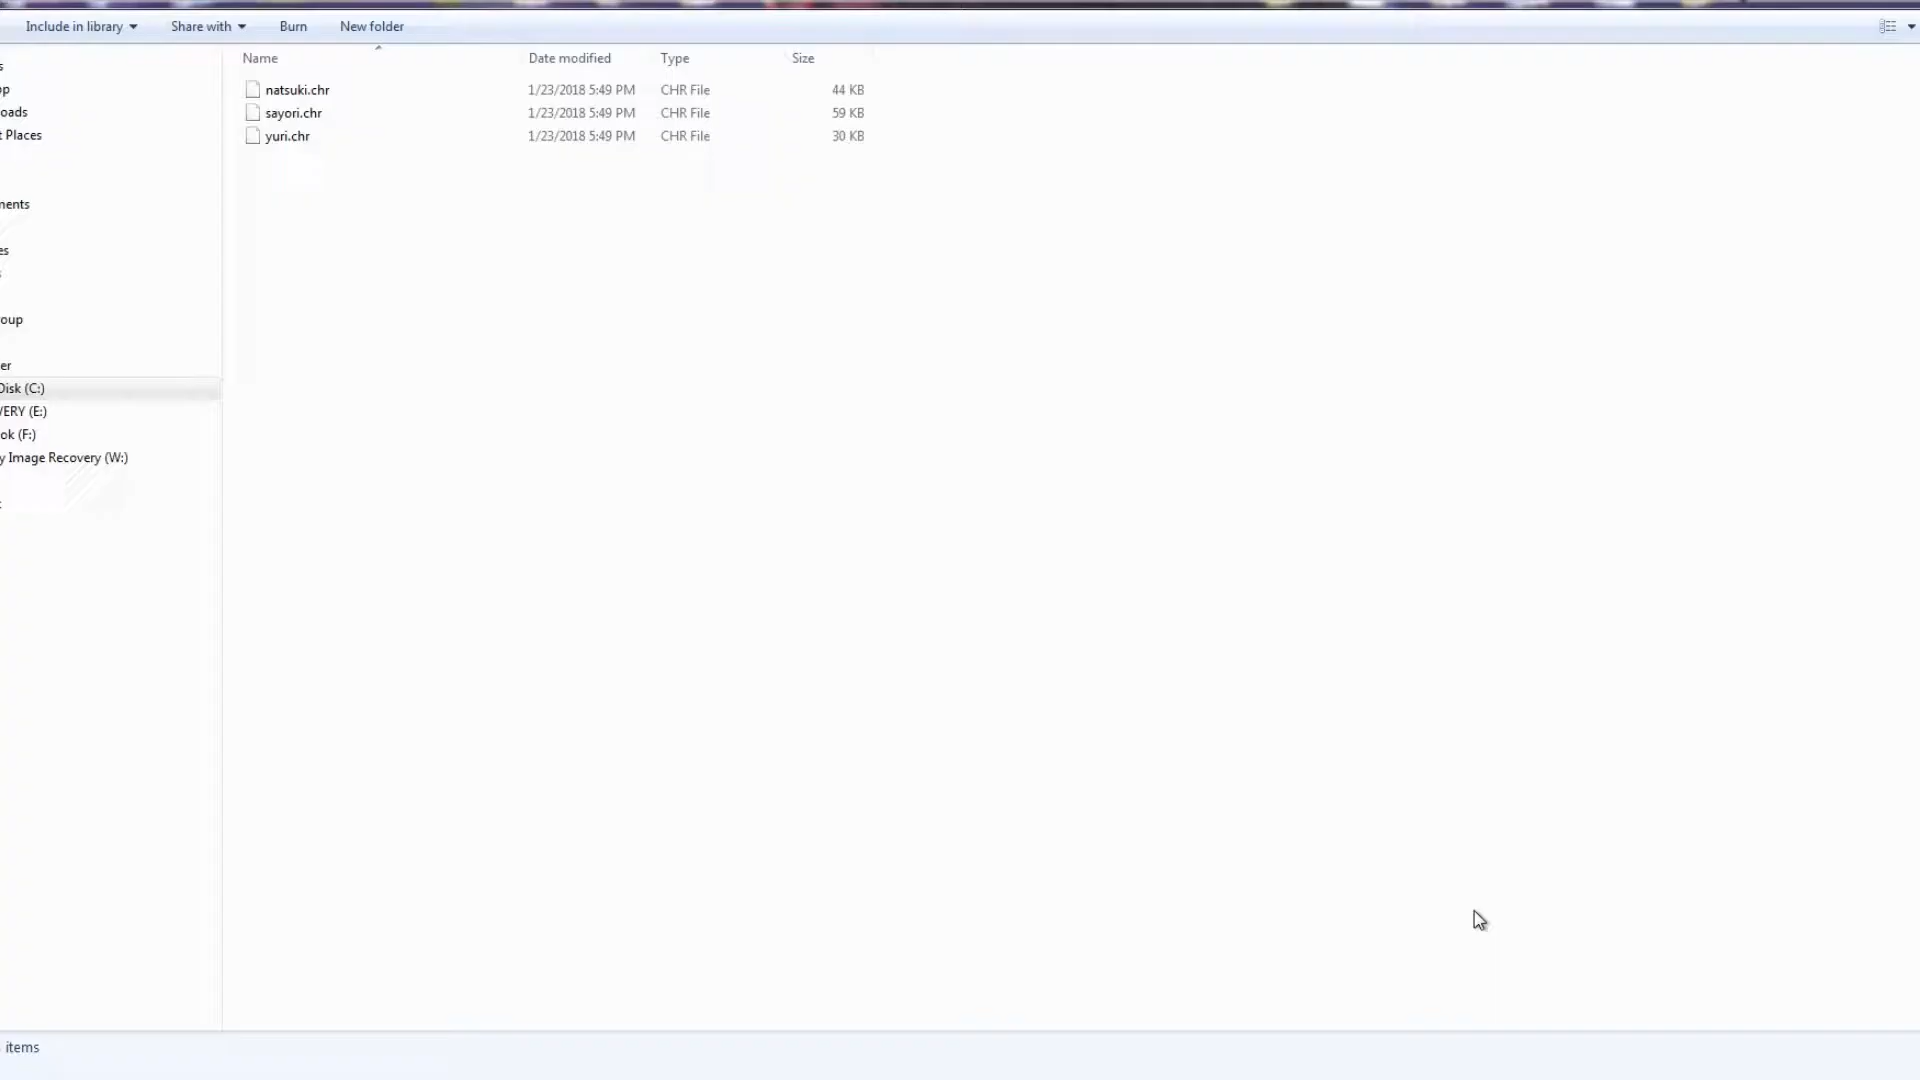 Include in library Share with Burn New folder
Name Date modified Type Size
natsuki.chr 1/23/2018 5:49 PM CHR File 44 KB
sayori.chr 1/23/2018 5:49 PM CHR File 59 KB
yuri.chr 1/23/2018 5:49 PM CHR File 30 KB
s
op
oads
t Places
ments
es
s
oup
er
Disk (C:)
VERY (E:)
ok (F:)
y Image Recovery (W:)
items